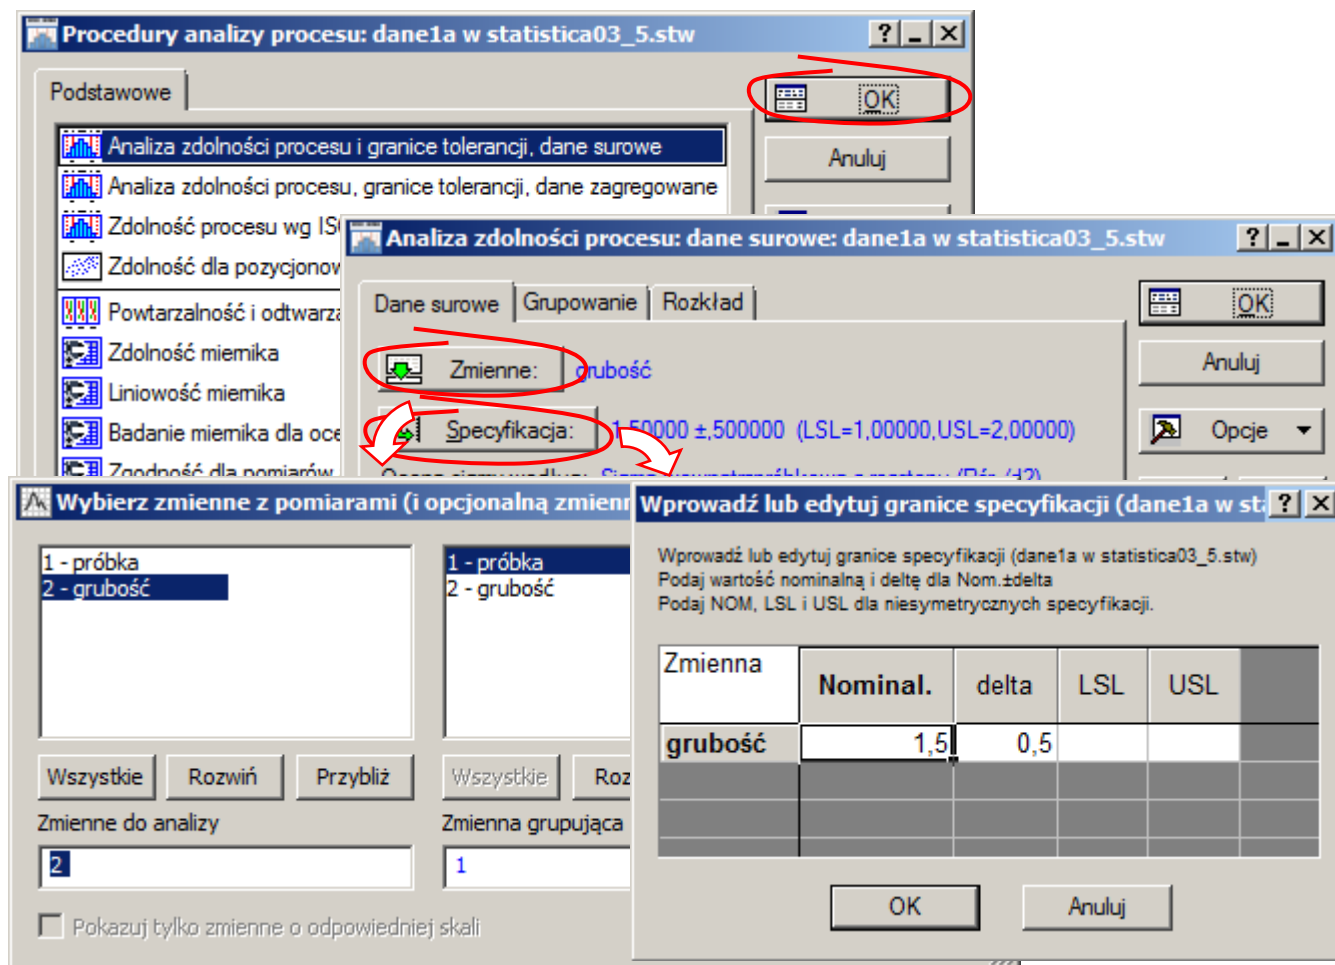 Procedury analizy procesu: dane1a w statistica03_5.stw
Podstawowe
OK
Analiza zdolności procesu i granice tolerancji, dane surowe
Anuluj
Analiza zdolności procesu, granice tolerancji, dane zagregowane
Zdolność procesu wg IS
Zdolność dla pozycjonow
Powtarzalność i odtwarza
Zdolność miernika
Liniowość miernika
Badanie miernika dla oce
Zgodność dla pomiarów
Analiza zdolności procesu: dane surowe: dane1a w statistica03_5.stw
Dane surowe
Grupowanie
Rozkład
OK
Zmienne:
grubość
Anuluj
Specyfikacja:
1,50000 ±,500000 (LSL=1,00000,USL=2,00000)
Opcje
Wybierz zmienne z pomiarami (i opcjonalną zmienn
1 - próbka
2 - grubość
1 - próbka
2 - grubość
Wszystkie
Rozwiń
Przybliż
Wszystkie
Roz
Zmienne do analizy
Zmienna grupująca
2
1
Pokazuj tylko zmienne o odpowiedniej skali
Wprowadź lub edytuj granice specyfikacji (dane1a w sta
Wprowadź lub edytuj granice specyfikacji (dane1a w statistica03_5.stw)
Podaj wartość nominalną i deltę dla Nom.±delta
Podaj NOM, LSL i USL dla niesymetrycznych specyfikacji.
Zmienna
Nominal.
delta
LSL
USL
grubość
1,5
0,5
OK
Anuluj